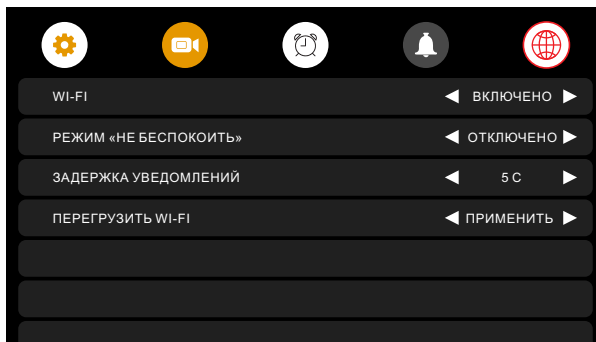 WI-FI ВКЛЮЧЕНО
РЕЖИМ «НЕ БЕСПОКОИТЬ» ОТКЛЮЧЕНО
ЗАДЕРЖКА УВЕДОМЛЕНИЙ 5 С
ПЕРЕГРУЗИТЬ WI-FI ПРИМЕНИТЬ